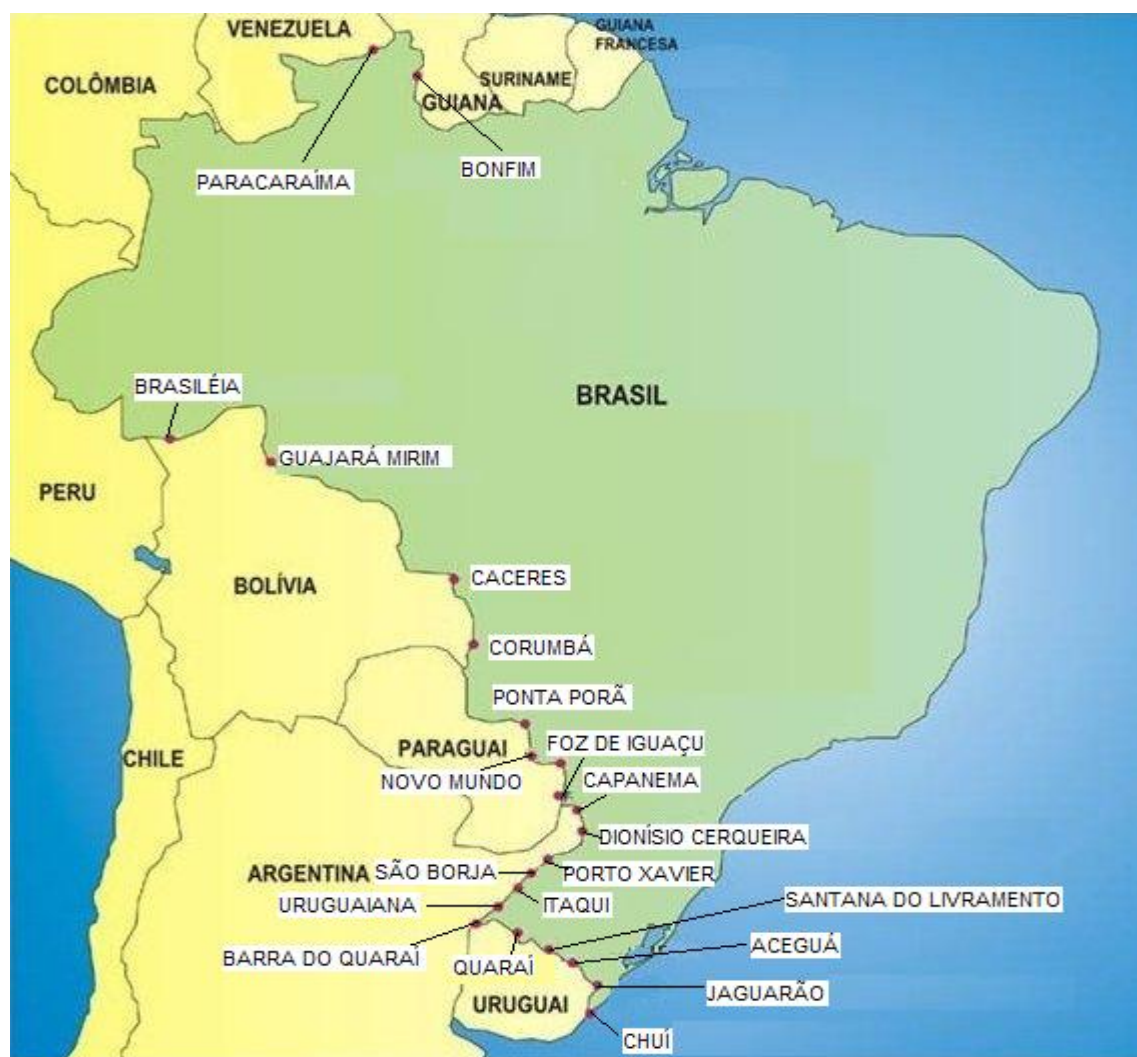 VENEZUELA
GUIANA
FRANCESA
COLÔMBIA
SURINAME
GUIANA
PARACARAÍMA
BONFIM
BRASILÉIA
BRASIL
GUAJARÁ MIRIM
PERU
BOLÍVIA
CACERES
CORUMBÁ
PONTA PORÃ
CHILE
PARAGUAI
FOZ DE IGUAÇU
NOVO MUNDO
CAPANEMA
DIONÍSIO CERQUEIRA
ARGENTINA
SÃO BORJA
PORTO XAVIER
URUGUAIANA
ITAQUI
SANTANA DO LIVRAMENTO
BARRA DO QUARAÍ
QUARAÍ
ACEGUÁ
URUGUAI
JAGUARÃO
CHUÍ